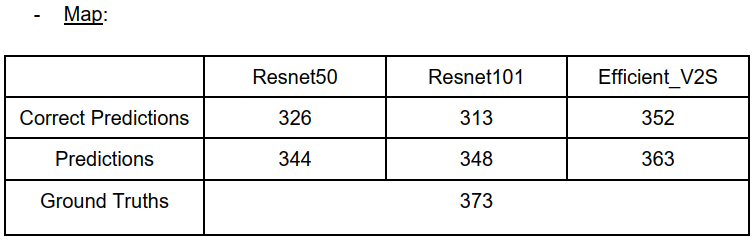 - Map:
Resnet50 Resnet101 Efficient_V2S
Correct Predictions 326 313 352
Predictions 344 348 363
Ground Truths 373